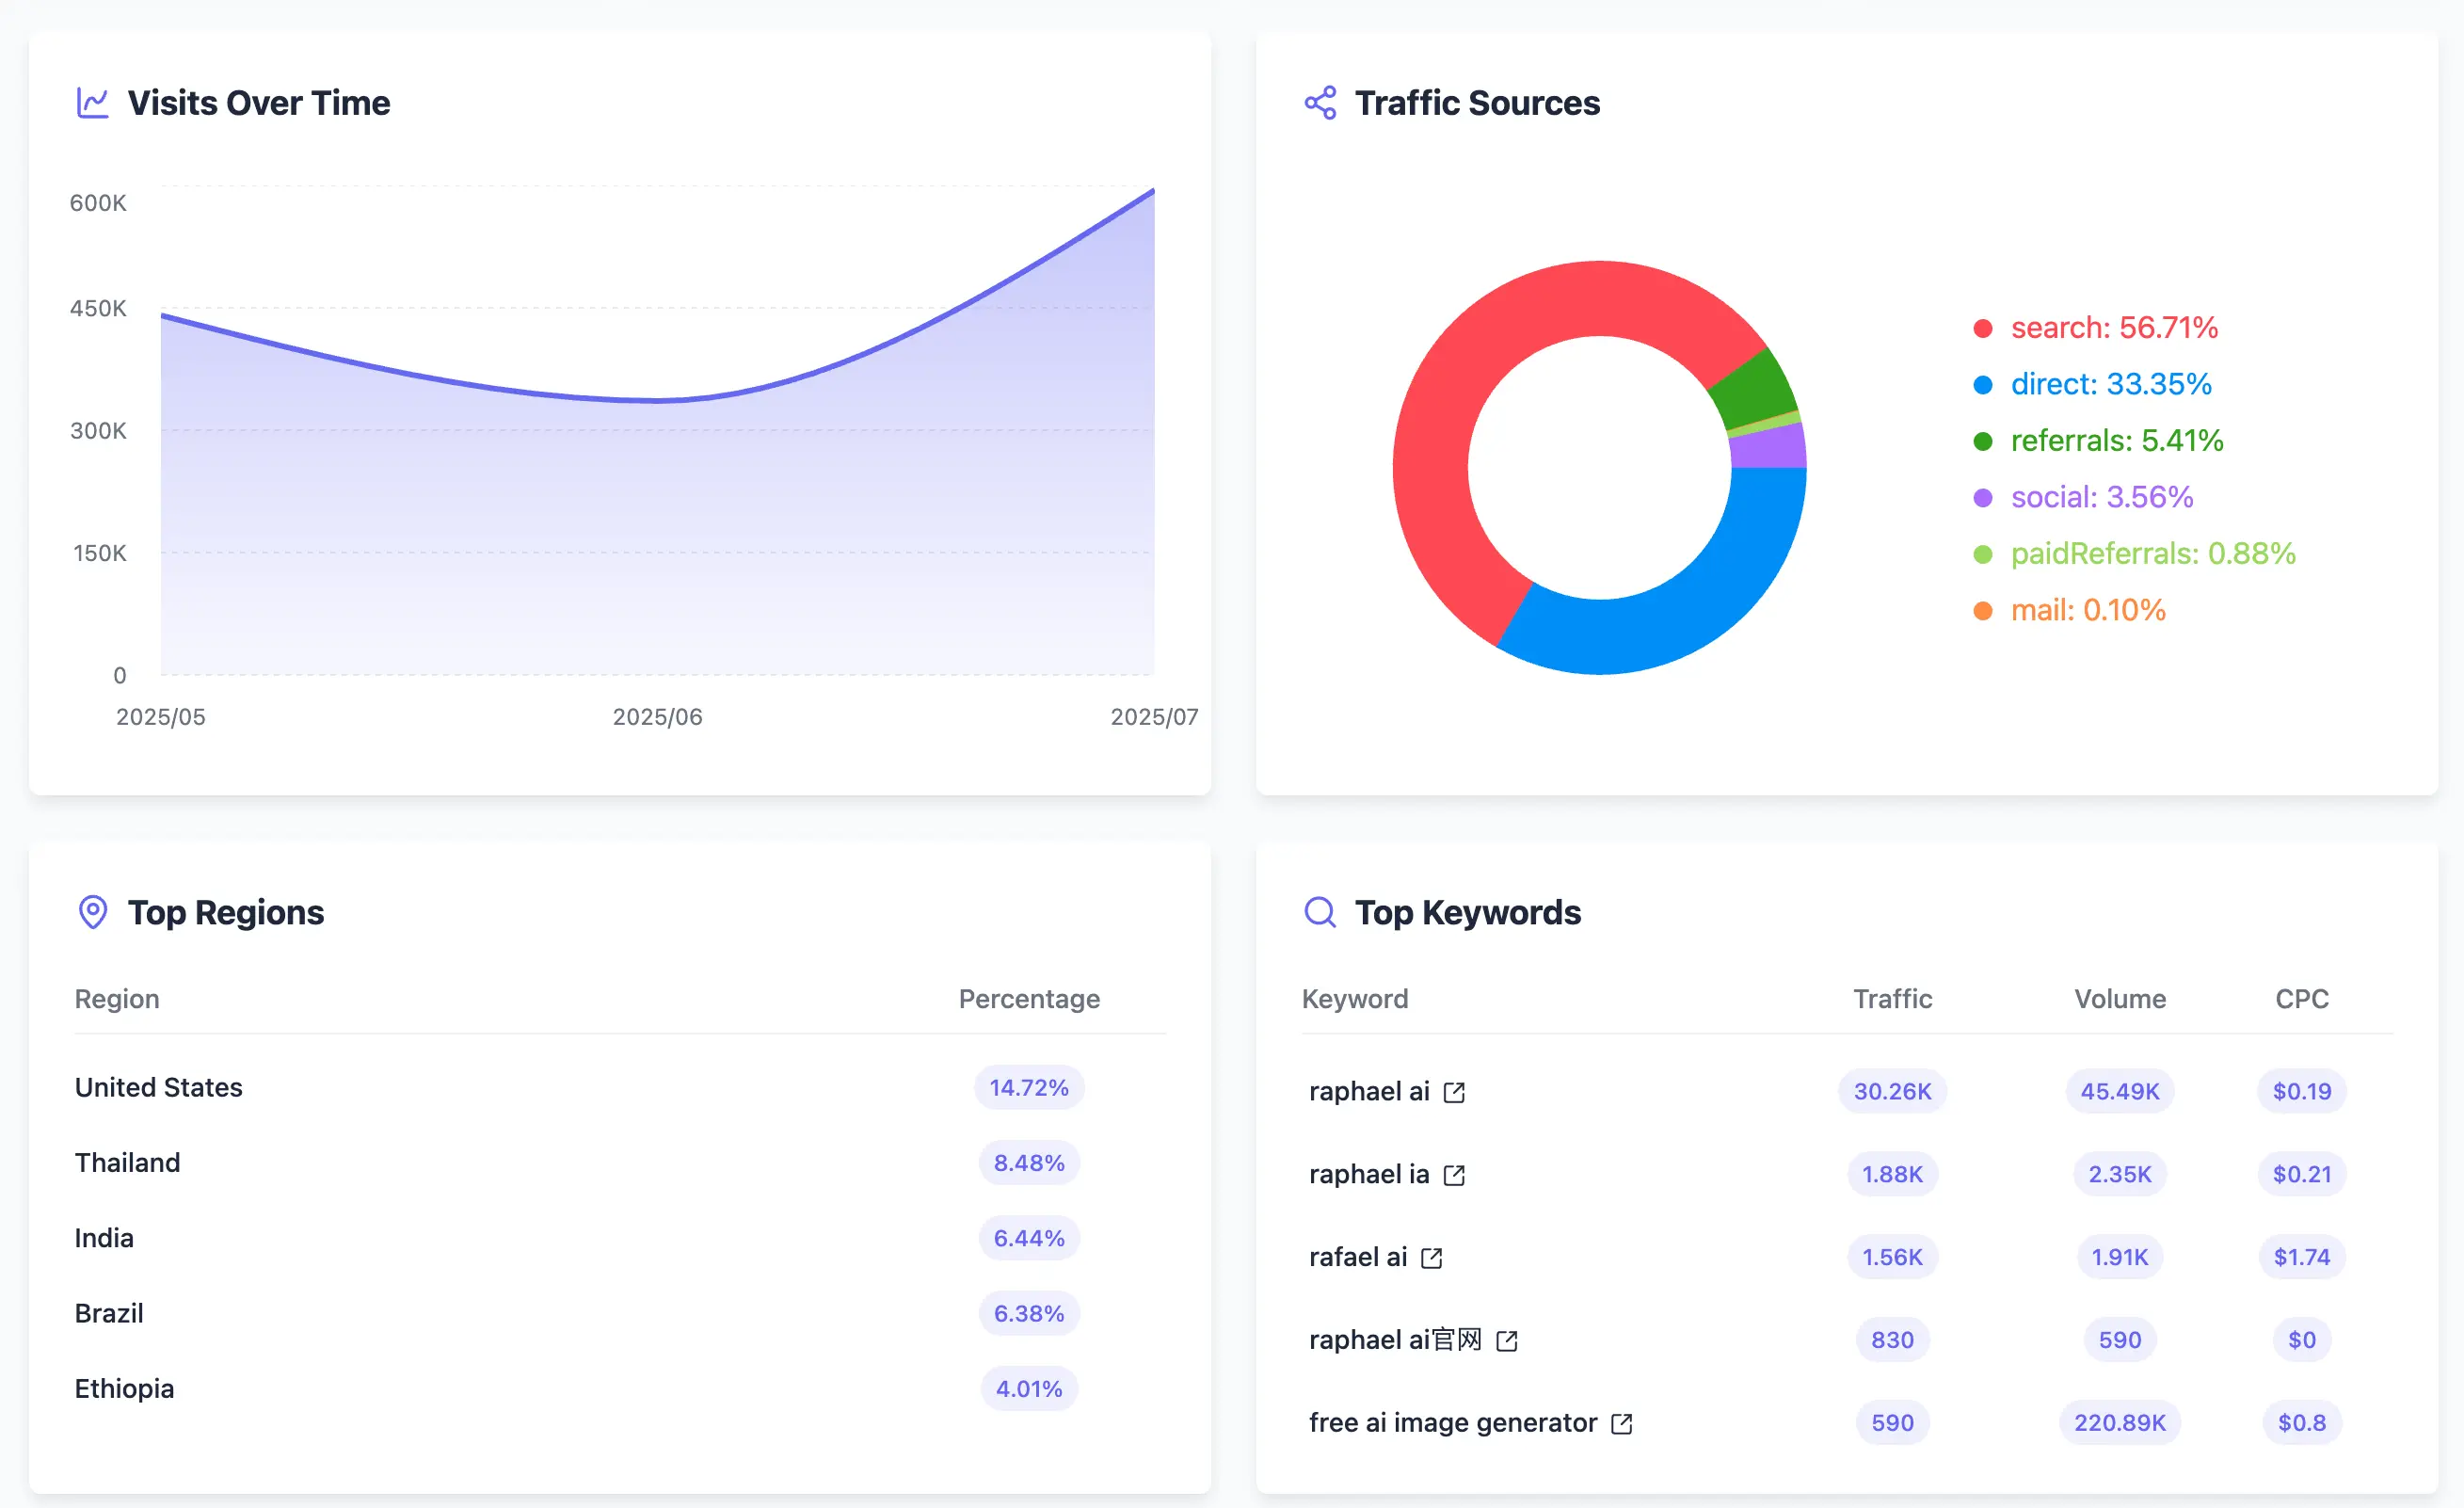 Visits Over Time
600K
450K
300K
150K
0
2025/05 2025/06 2025/07
Traffic Sources
search: 56.71%
direct: 33.35%
referrals: 5.41%
social: 3.56%
paidReferrals: 0.88%
mail: 0.10%
Top Regions
Region Percentage
United States 14.72%
Thailand 8.48%
India 6.44%
Brazil 6.38%
Ethiopia 4.01%
Top Keywords
Keyword Traffic Volume CPC
raphael ai 30.26K 45.49K $0.19
raphael ia 1.88K 2.35K $0.21
rafael ai 1.56K 1.91K $1.74
raphael ai官网 830 590 $0
free ai image generator 590 220.89K $0.8